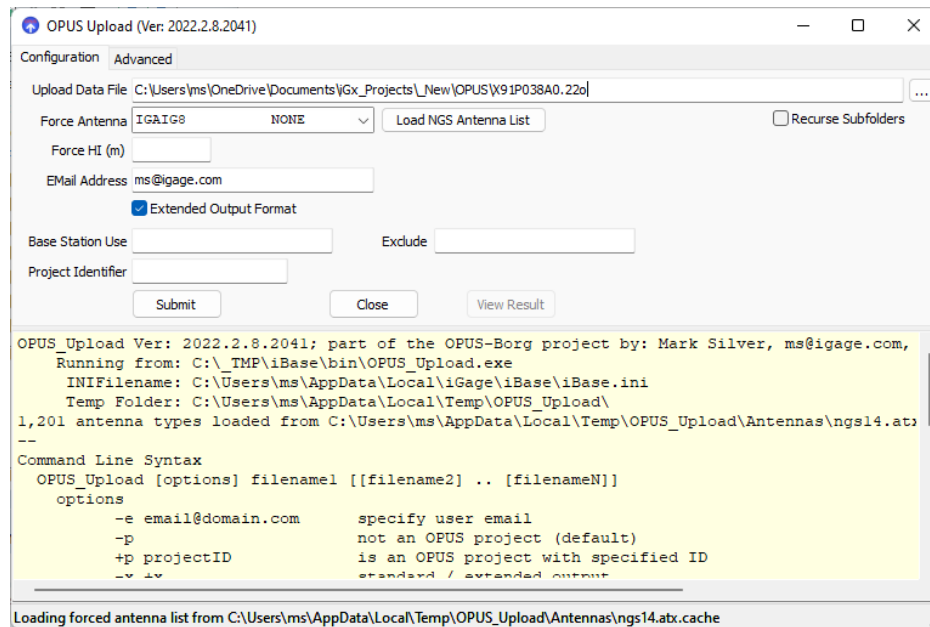 OPUS Upload (Ver: 2022.2.8.2041)
Configuration Advanced
Upload Data File C:\Users\ms\OneDrive\Documents\iGx_Projects\_New\OPUS\X91P038A0.22o ...
Force Antenna IGAIG8 NONE Load NGS Antenna List Recurse Subfolders
Force HI (m)
EMail Address ms@igage.com
Extended Output Format
Base Station Use Exclude
Project Identifier
Submit Close View Result
OPUS_Upload Ver: 2022.2.8.2041; part of the OPUS-Borg project by: Mark Silver, ms@igage.com,
Running from: C:\_TMP\iBase\bin\OPUS_Upload.exe
INIFilename: C:\Users\ms\AppData\Local\iGage\iBase\iBase.ini
Temp Folder: C:\Users\ms\AppData\Local\Temp\OPUS_Upload\
1,201 antenna types loaded from C:\Users\ms\AppData\Local\Temp\OPUS_Upload\Antennas\ngs14.atx
--
Command Line Syntax
OPUS_Upload [options] filename1 [[filename2] .. [filenameN]]
options
-e email@domain.com specify user email
-p not an OPUS project (default)
+p projectID is an OPUS project with specified ID
-x +x standard / extended output
Loading forced antenna list from C:\Users\ms\AppData\Local\Temp\OPUS_Upload\Antennas\ngs14.atx.cache